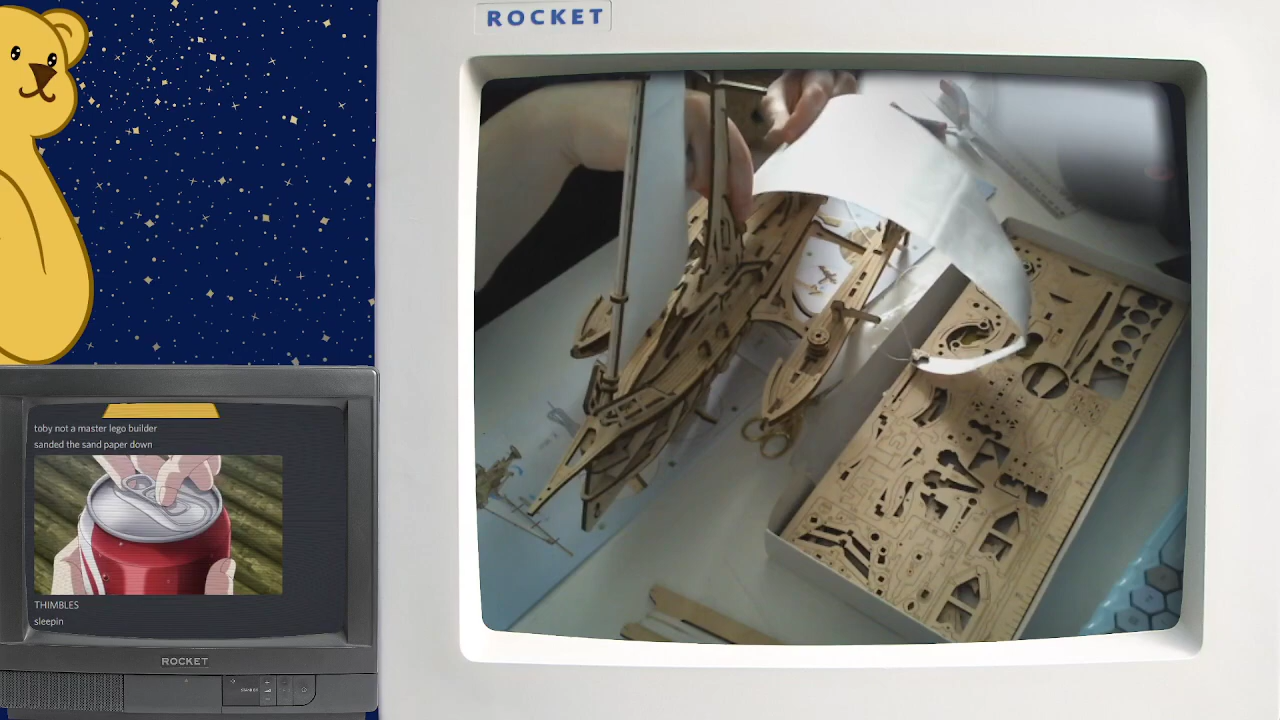 ROCKET
toby not a master lego builder
sanded the sand paper down
THIMBLES
sleepin
ROCKET